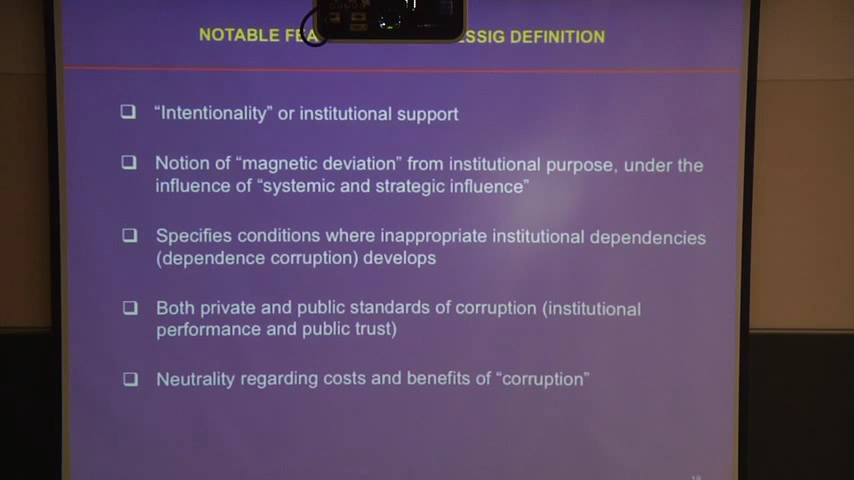 NOTABLE FEA ESSIG DEFINITION
❑ “Intentionality” or institutional support
❑ Notion of “magnetic deviation” from institutional purpose, under the
influence of “systemic and strategic influence”
❑ Specifies conditions where inappropriate institutional dependencies
(dependence corruption) develops
❑ Both private and public standards of corruption (institutional
performance and public trust)
❑ Neutrality regarding costs and benefits of “corruption”